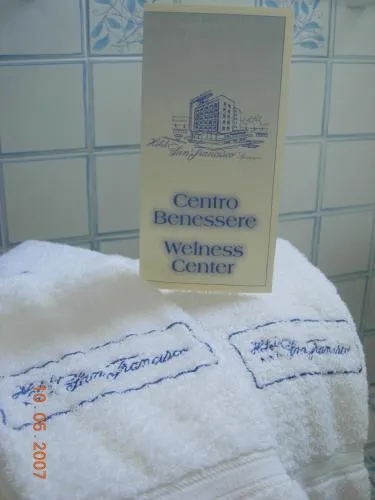 Hotel San Francisco
Centro
Benessere
Welness
Center
Hotel San Francisco
Hotel San Francisco
10.06.2007